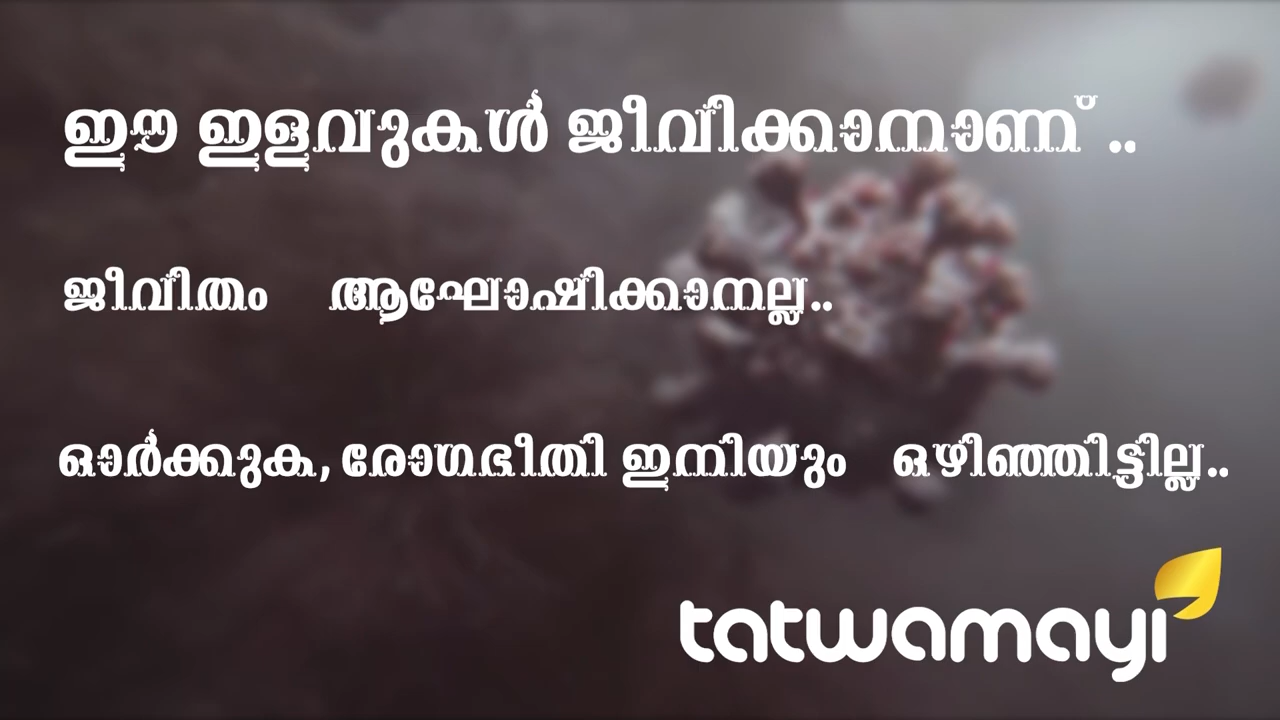 ഈ ഇളവുകൾ ജീവിക്കാനാണ് ..
ജീവിതം ആഘോഷിക്കാനല്ല..
ഓർക്കുക, രോഗഭീതി ഇനിയും ഒഴിഞ്ഞിട്ടില്ല..
tatwamayi